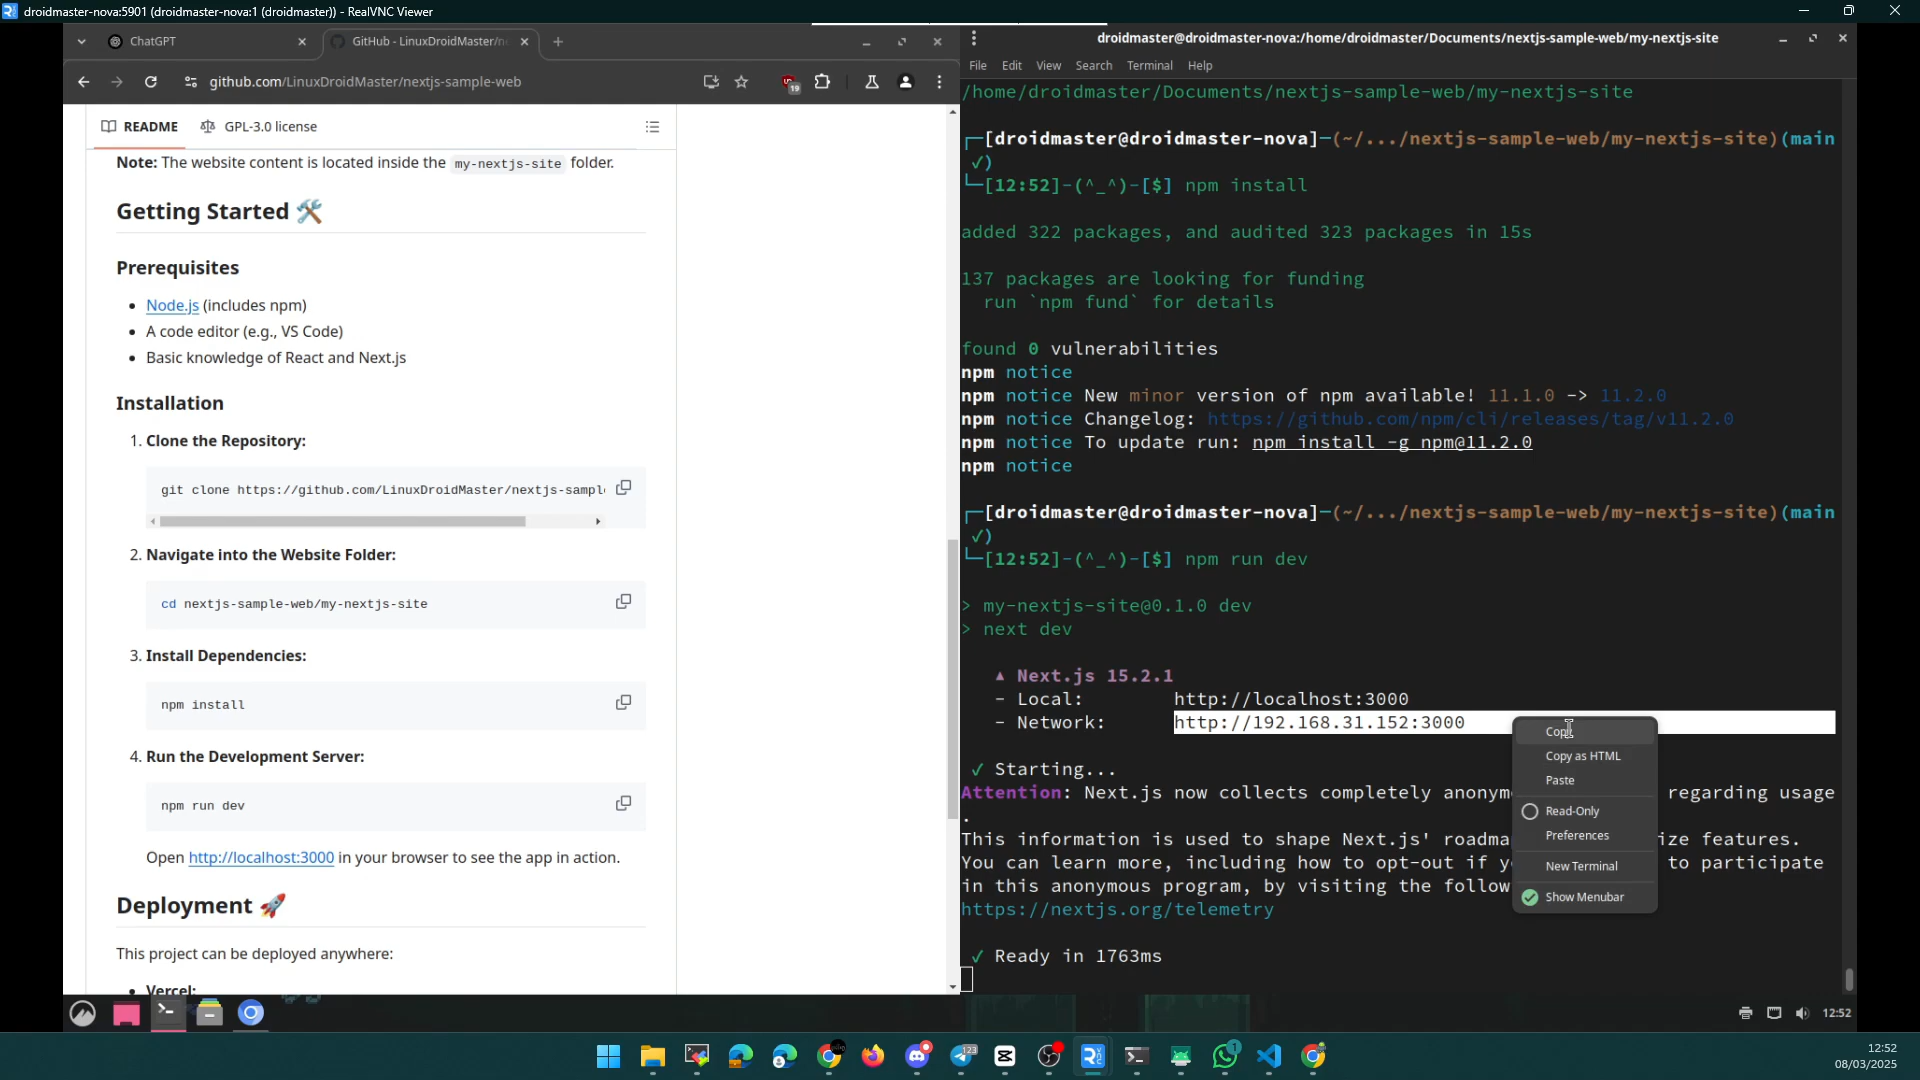 droidmaster-nova:5901 (droidmaster-nova:1 (droidmaster)) - RealVNC Viewer
ChatGPT
GitHub - LinuxDroidMaster/n
github.com/LinuxDroidMaster/nextjs-sample-web
19
README
GPL-3.0 license
Note: The website content is located inside the my-nextjs-site folder.
Getting Started 🛠️
Prerequisites
• Node.js (includes npm)
• A code editor (e.g., VS Code)
• Basic knowledge of React and Next.js
Installation
1. Clone the Repository:
git clone https://github.com/LinuxDroidMaster/nextjs-sampl
2. Navigate into the Website Folder:
cd nextjs-sample-web/my-nextjs-site
3. Install Dependencies:
npm install
4. Run the Development Server:
npm run dev
Open http://localhost:3000 in your browser to see the app in action.
Deployment 🚀
This project can be deployed anywhere:
• Vercel:
droidmaster@droidmaster-nova:/home/droidmaster/Documents/nextjs-sample-web/my-nextjs-site
File Edit View Search Terminal Help
/home/droidmaster/Documents/nextjs-sample-web/my-nextjs-site
┌─[droidmaster@droidmaster-nova]─(~/.../nextjs-sample-web/my-nextjs-site)(main
✓)
└─[12:52]-(^_^)-[$] npm install
added 322 packages, and audited 323 packages in 15s
137 packages are looking for funding
run `npm fund` for details
found 0 vulnerabilities
npm notice
npm notice New minor version of npm available! 11.1.0 -> 11.2.0
npm notice Changelog: https://github.com/npm/cli/releases/tag/v11.2.0
npm notice To update run: npm install -g npm@11.2.0
npm notice
┌─[droidmaster@droidmaster-nova]─(~/.../nextjs-sample-web/my-nextjs-site)(main
✓)
└─[12:52]-(^_^)-[$] npm run dev
> my-nextjs-site@0.1.0 dev
> next dev
▲ Next.js 15.2.1
- Local: http://localhost:3000
- Network: http://192.168.31.152:3000
✓ Starting...
Attention: Next.js now collects completely anonym regarding usage
.
This information is used to shape Next.js' roadma ize features.
You can learn more, including how to opt-out if y to participate
in this anonymous program, by visiting the follow
https://nextjs.org/telemetry
✓ Ready in 1763ms
Copy
Copy as HTML
Paste
Read-Only
Preferences
New Terminal
Show Menubar
12:52
123
1
12:52
08/03/2025